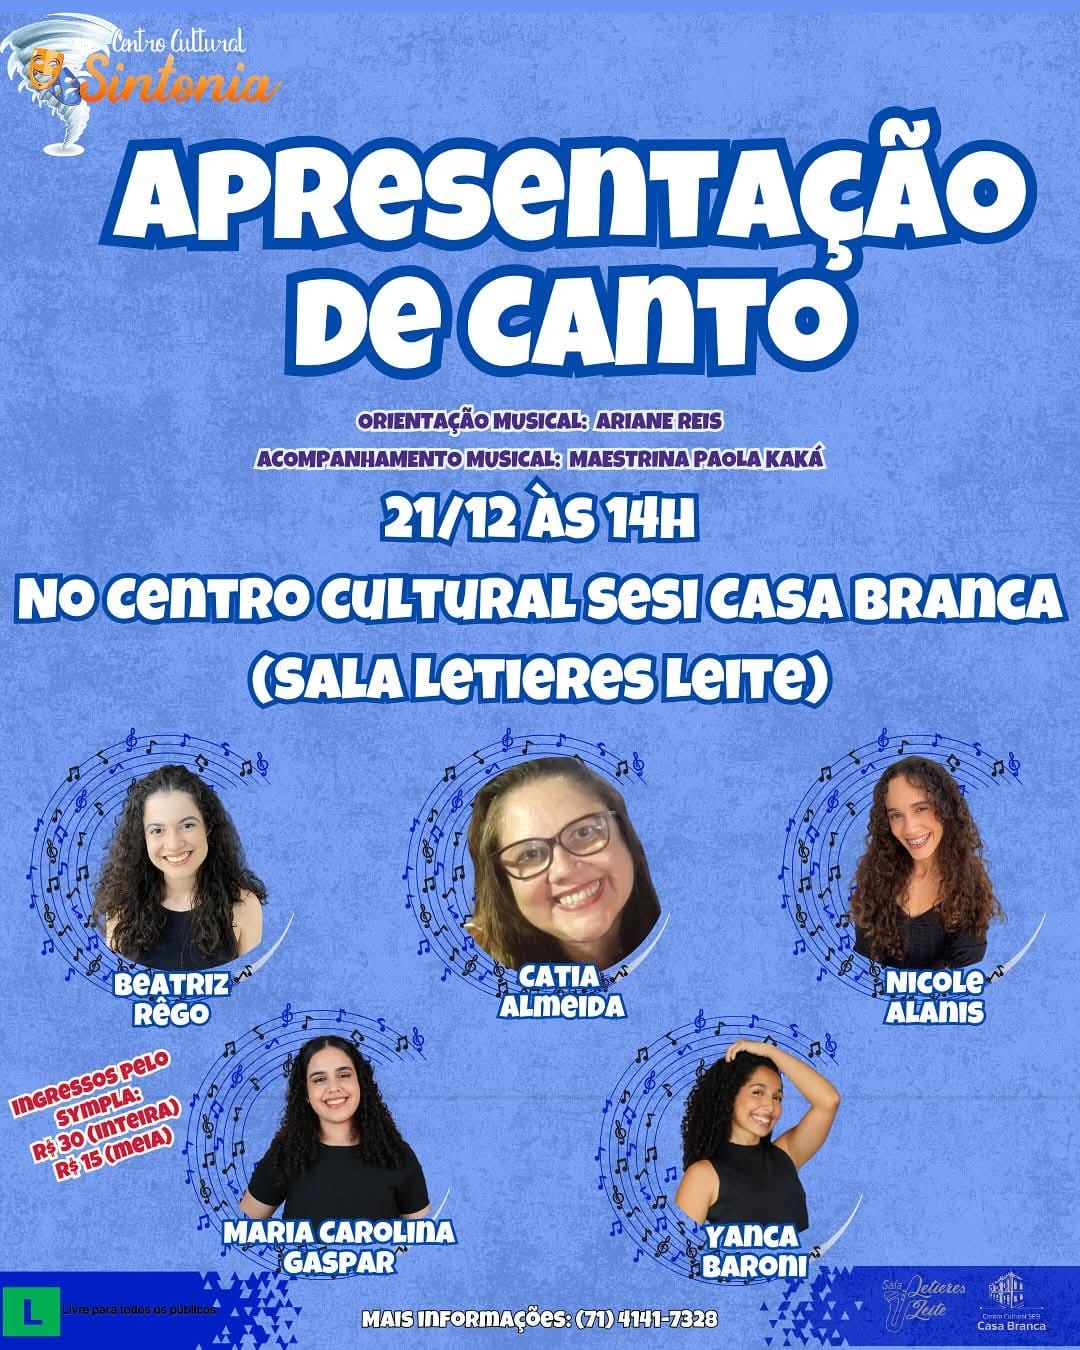 Centro Cultural
Sintonia
APRESENTAÇÃO
DE CANTO
ORIENTAÇÃO MUSICAL: ARIANE REIS
ACOMPANHAMENTO MUSICAL: MAESTRINA PAOLA KAKÁ
21/12 ÀS 14H
NO CENTRO CULTURAL SESI CASA BRANCA
(SALA LETIERES LEITE)
BEATRIZ
RÊGO
CATIA
ALMEIDA
NICOLE
ALANIS
INGRESSOS PELO
SYMPLA:
R$ 30 (INTEIRA)
R$ 15 (MEIA)
MARIA CAROLINA
GASPAR
YANCA
BARONI
L
Livre para todos os públicos
MAIS INFORMAÇÕES: (71) 4141-7328
Sala Letieres
Leite
Centro Cultural SESI
Casa Branca